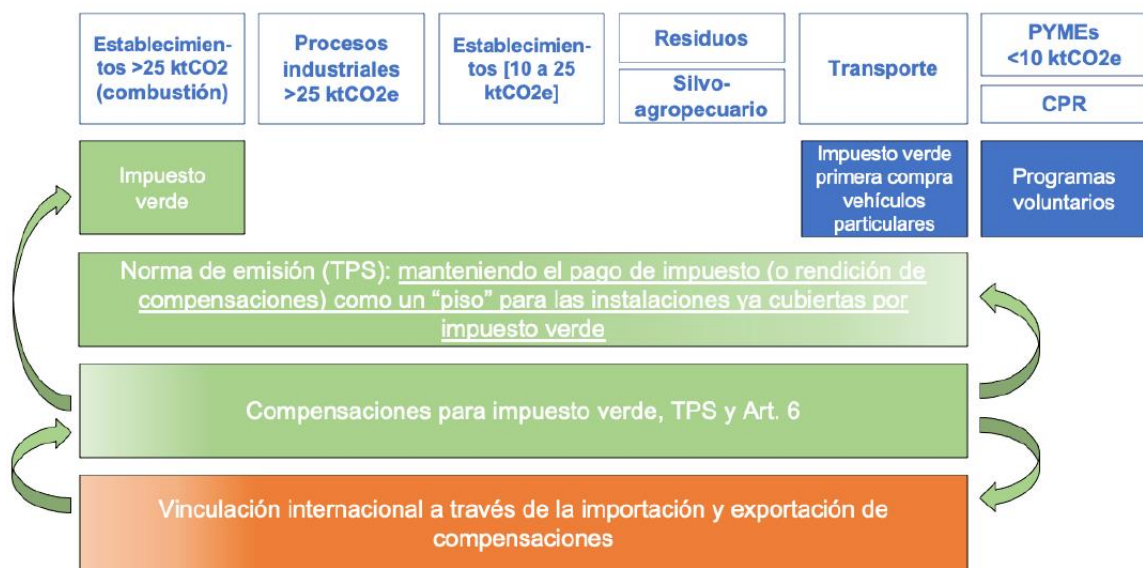 Establecimien-
tos >25 ktCO2
(combustión)
Procesos
industriales
>25 ktCO2e
Establecimien-
tos [10 a 25
ktCO2e]
Residuos
Silvo-
agropecuario
Transporte
PYMEs
<10 ktCO2e
CPR
Impuesto
verde
Impuesto verde
primera compra
vehículos
particulares
Programas
voluntarios
Norma de emisión (TPS): manteniendo el pago de impuesto (o rendición de
compensaciones) como un “piso” para las instalaciones ya cubiertas por
impuesto verde
Compensaciones para impuesto verde, TPS y Art. 6
Vinculación internacional a través de la importación y exportación de
compensaciones